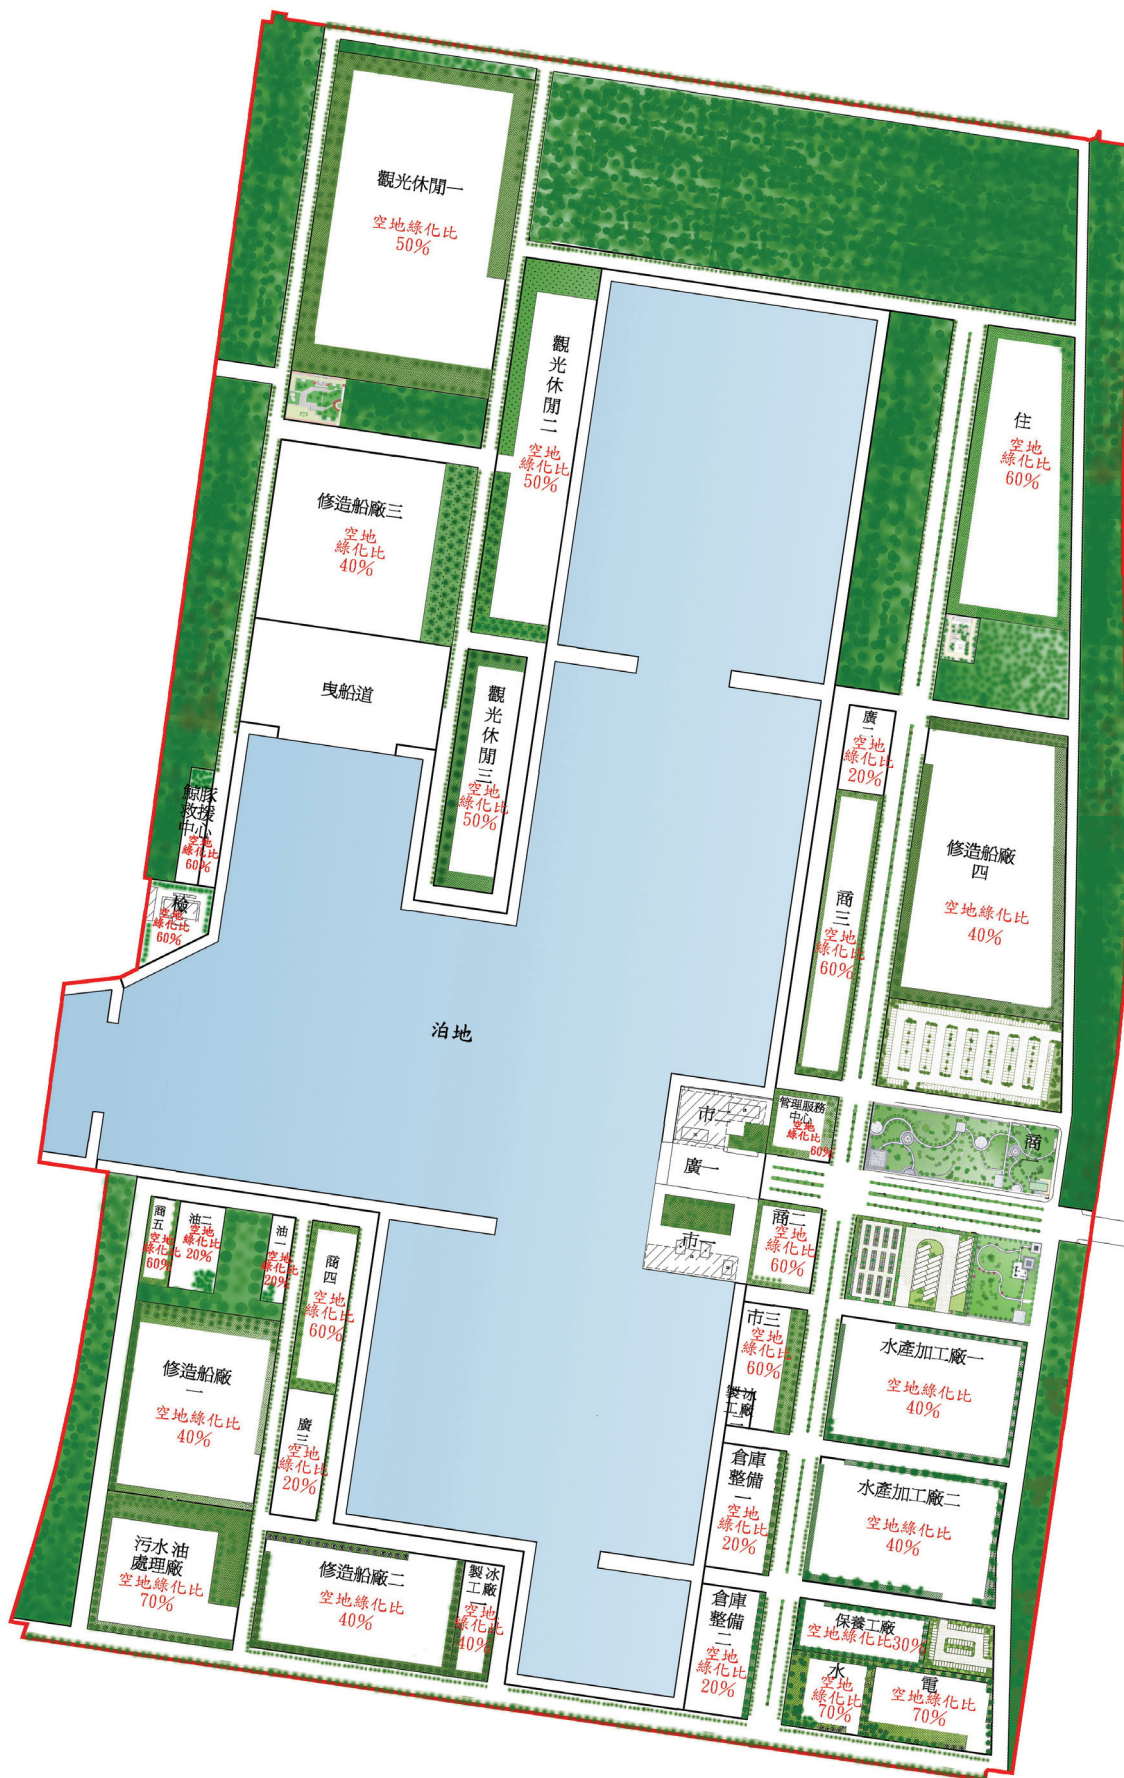 觀光休閒一
空地綠化比
50%
觀光休閒二
空地
綠化比
50%
住
空地
綠化比
60%
修造船廠三
空地
綠化比
40%
曳船道
觀光休閒三
空地
綠化比
50%
廣二
空地
綠化比
20%
鯨豚
救援
中心
空地
綠化比
60%
檢
空地
綠化比
60%
修造船廠
四
空地綠化比
40%
商三
空地
綠化比
60%
泊地
市二
管理服務
中心
空地
綠化比
60%
商一
廣一
市一
商二
空地
綠化比
60%
商五
空地
綠化比
60%
油二
空地
綠化比
20%
油一
空地
綠化比
20%
商四
空地
綠化比
60%
市三
空地
綠化比
60%
製冰
工廠
二
水產加工廠一
空地綠化比
40%
修造船廠
一
空地綠化比
40%
廣三
空地
綠化比
20%
倉庫
整備
一
空地
綠化比
20%
水產加工廠二
空地綠化比
40%
污水油
處理廠
空地綠化比
70%
修造船廠二
空地綠化比
40%
製冰
工廠
一
空地
綠化比
40%
倉庫
整備
二
空地
綠化比
20%
保養工廠
空地綠化比30%
水
空地
綠化比
70%
電
空地綠化比
70%